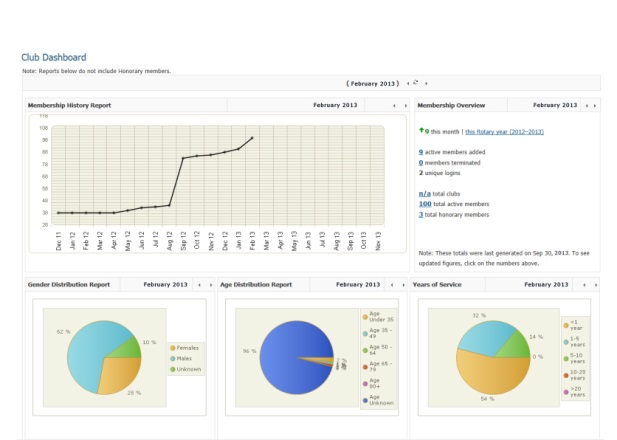 Club Dashboard
Note: Reports below do not include Honorary members.
( February 2013 )
Membership History Report
February 2013
110
100
90
80
70
60
50
40
30
20
Dec 11
Jan 12
Feb 12
Mar 12
Apr 12
May 12
Jun 12
Jul 12
Aug 12
Sep 12
Oct 12
Nov 12
Dec 12
Jan 13
Feb 13
Mar 13
Apr 13
May 13
Jun 13
Jul 13
Aug 13
Sep 13
Oct 13
Nov 13
Membership Overview
February 2013
9 this month | this Rotary year (2012-2013)
9 active members added
0 members terminated
2 unique logins
n/a total clubs
100 total active members
3 total honorary members
Note: These totals were last generated on Sep 30, 2013. To see
updated figures, click on the numbers above.
Gender Distribution Report
February 2013
62 %
10 %
Females
Males
Unknown
Age Distribution Report
February 2013
96 %
Age
Under 35
Age 35 -
49
Age 50 -
64
Age 65 -
79
Age
80+
Age
Unknown
Years of Service
February 2013
32 %
14 %
0 %
54 %
<1
year
1-5
years
5-10
years
10-20
years
>20
years